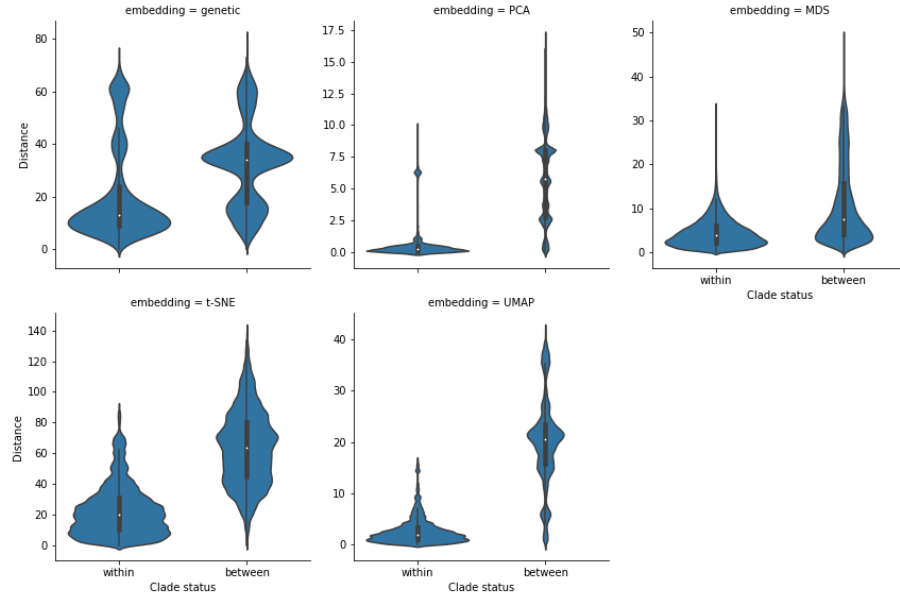 embedding = genetic
embedding = PCA
embedding = MDS
80
60
40
20
0
Distance
17.5
15.0
12.5
10.0
7.5
5.0
2.5
0.0
50
40
30
20
10
0
within
between
Clade status
embedding = t-SNE
embedding = UMAP
140
120
100
80
60
40
20
0
Distance
within
between
Clade status
40
30
20
10
0
within
between
Clade status